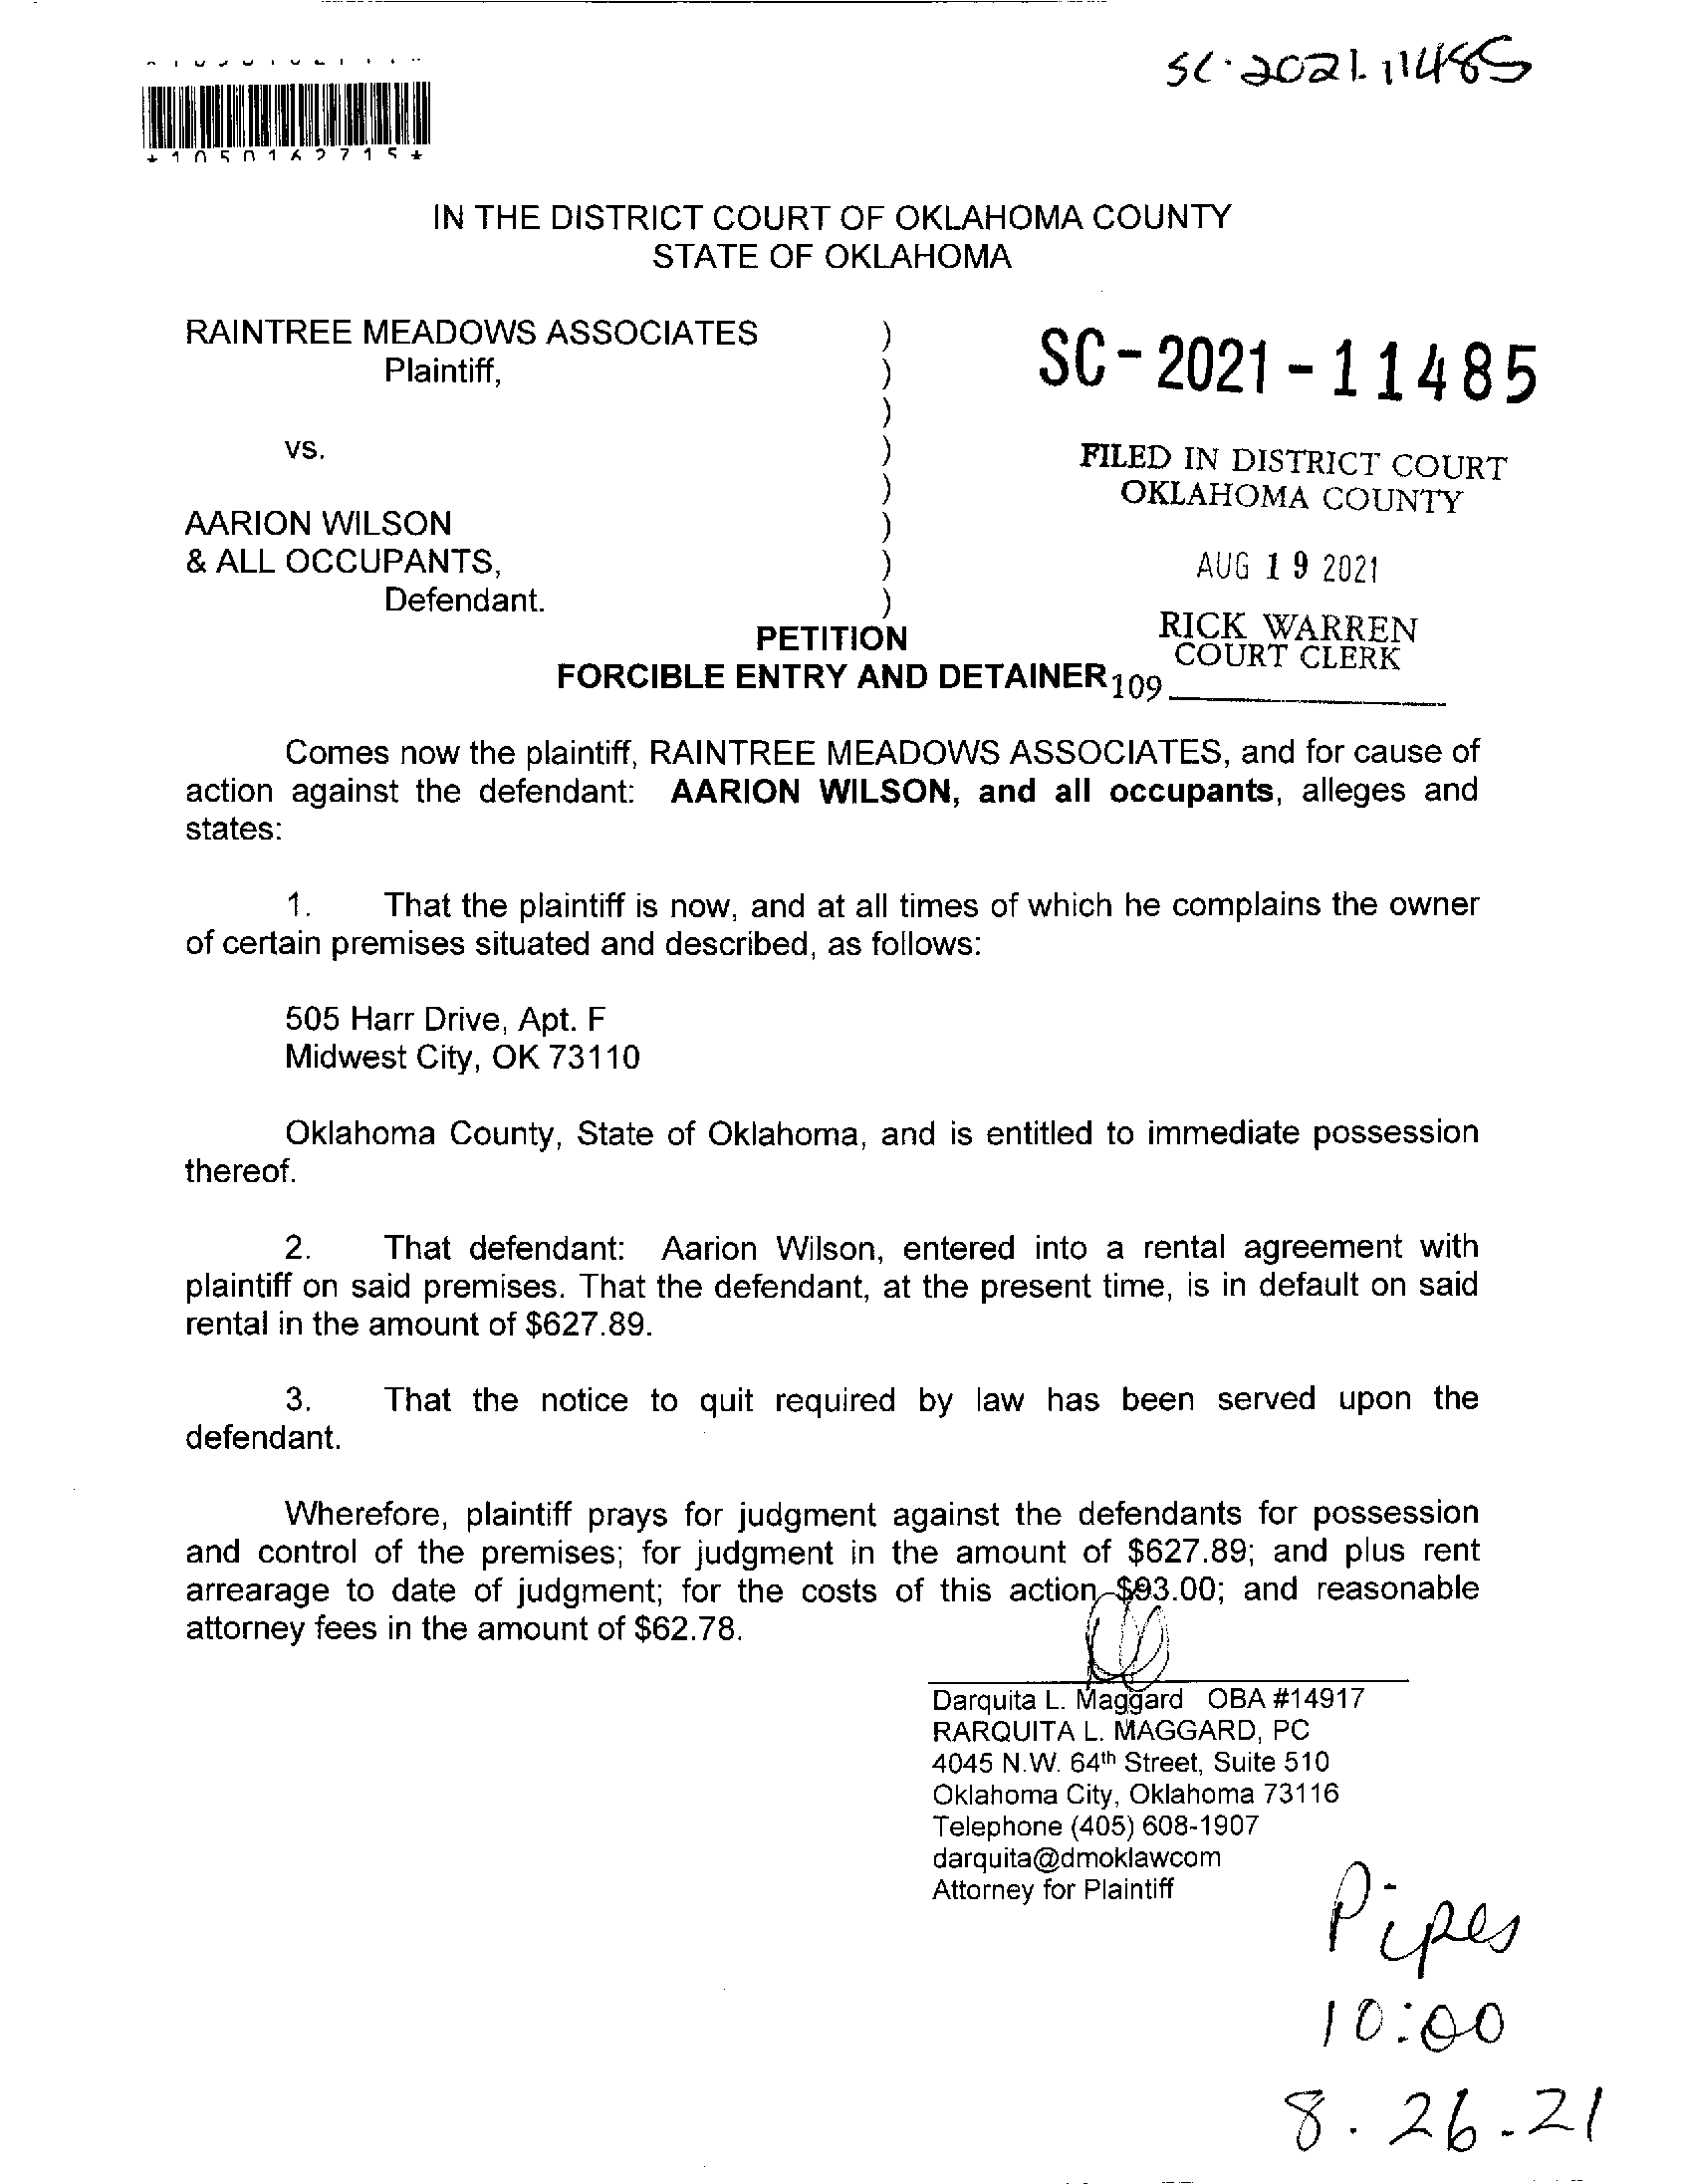 SC-2021-11485
*1050162715*
IN THE DISTRICT COURT OF OKLAHOMA COUNTY
STATE OF OKLAHOMA
RAINTREE MEADOWS ASSOCIATES )
Plaintiff, )
)
vs. )
)
AARION WILSON )
& ALL OCCUPANTS, )
Defendant. )
SC-2021-11485
FILED IN DISTRICT COURT
OKLAHOMA COUNTY
AUG 19 2021
RICK WARREN
COURT CLERK
109
PETITION
FORCIBLE ENTRY AND DETAINER
Comes now the plaintiff, RAINTREE MEADOWS ASSOCIATES, and for cause of
action against the defendant: AARION WILSON, and all occupants, alleges and
states:
1. That the plaintiff is now, and at all times of which he complains the owner
of certain premises situated and described, as follows:
505 Harr Drive, Apt. F
Midwest City, OK 73110
Oklahoma County, State of Oklahoma, and is entitled to immediate possession
thereof.
2. That defendant: Aarion Wilson, entered into a rental agreement with
plaintiff on said premises. That the defendant, at the present time, is in default on said
rental in the amount of $627.89.
3. That the notice to quit required by law has been served upon the
defendant.
Wherefore, plaintiff prays for judgment against the defendants for possession
and control of the premises; for judgment in the amount of $627.89; and plus rent
arrearage to date of judgment; for the costs of this action $93.00; and reasonable
attorney fees in the amount of $62.78.
Darquita L. Maggard OBA #14917
RARQUITA L. MAGGARD, PC
4045 N.W. 64th Street, Suite 510
Oklahoma City, Oklahoma 73116
Telephone (405) 608-1907
darquita@dmoklawcom
Attorney for Plaintiff
Pipes
10:00
8.26.21